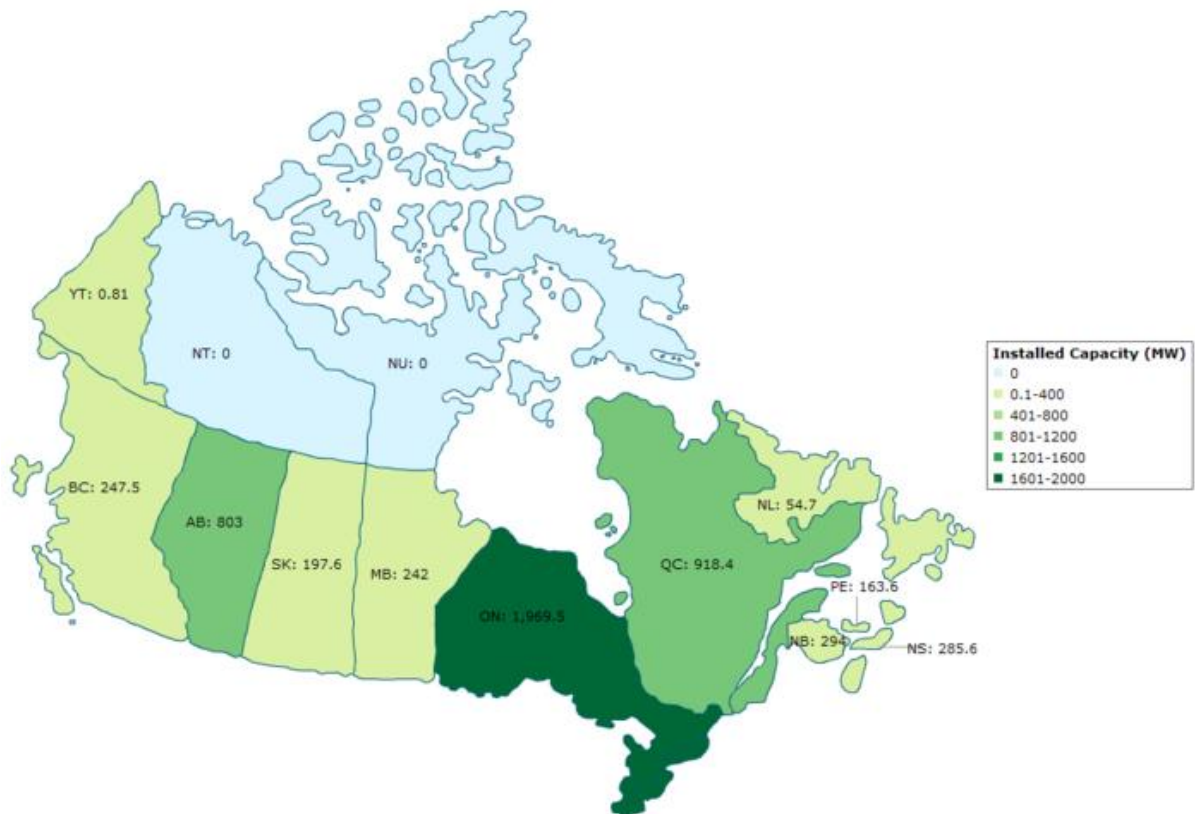 YT: 0.81
NT: 0
NU: 0
Installed Capacity (MW)
0
0.1-400
401-800
801-1200
1201-1600
1601-2000
BC: 247.5
AB: 803
SK: 197.6
MB: 242
ON: 1,969.5
QC: 918.4
NL: 54.7
PE: 163.6
NB: 294
NS: 285.6